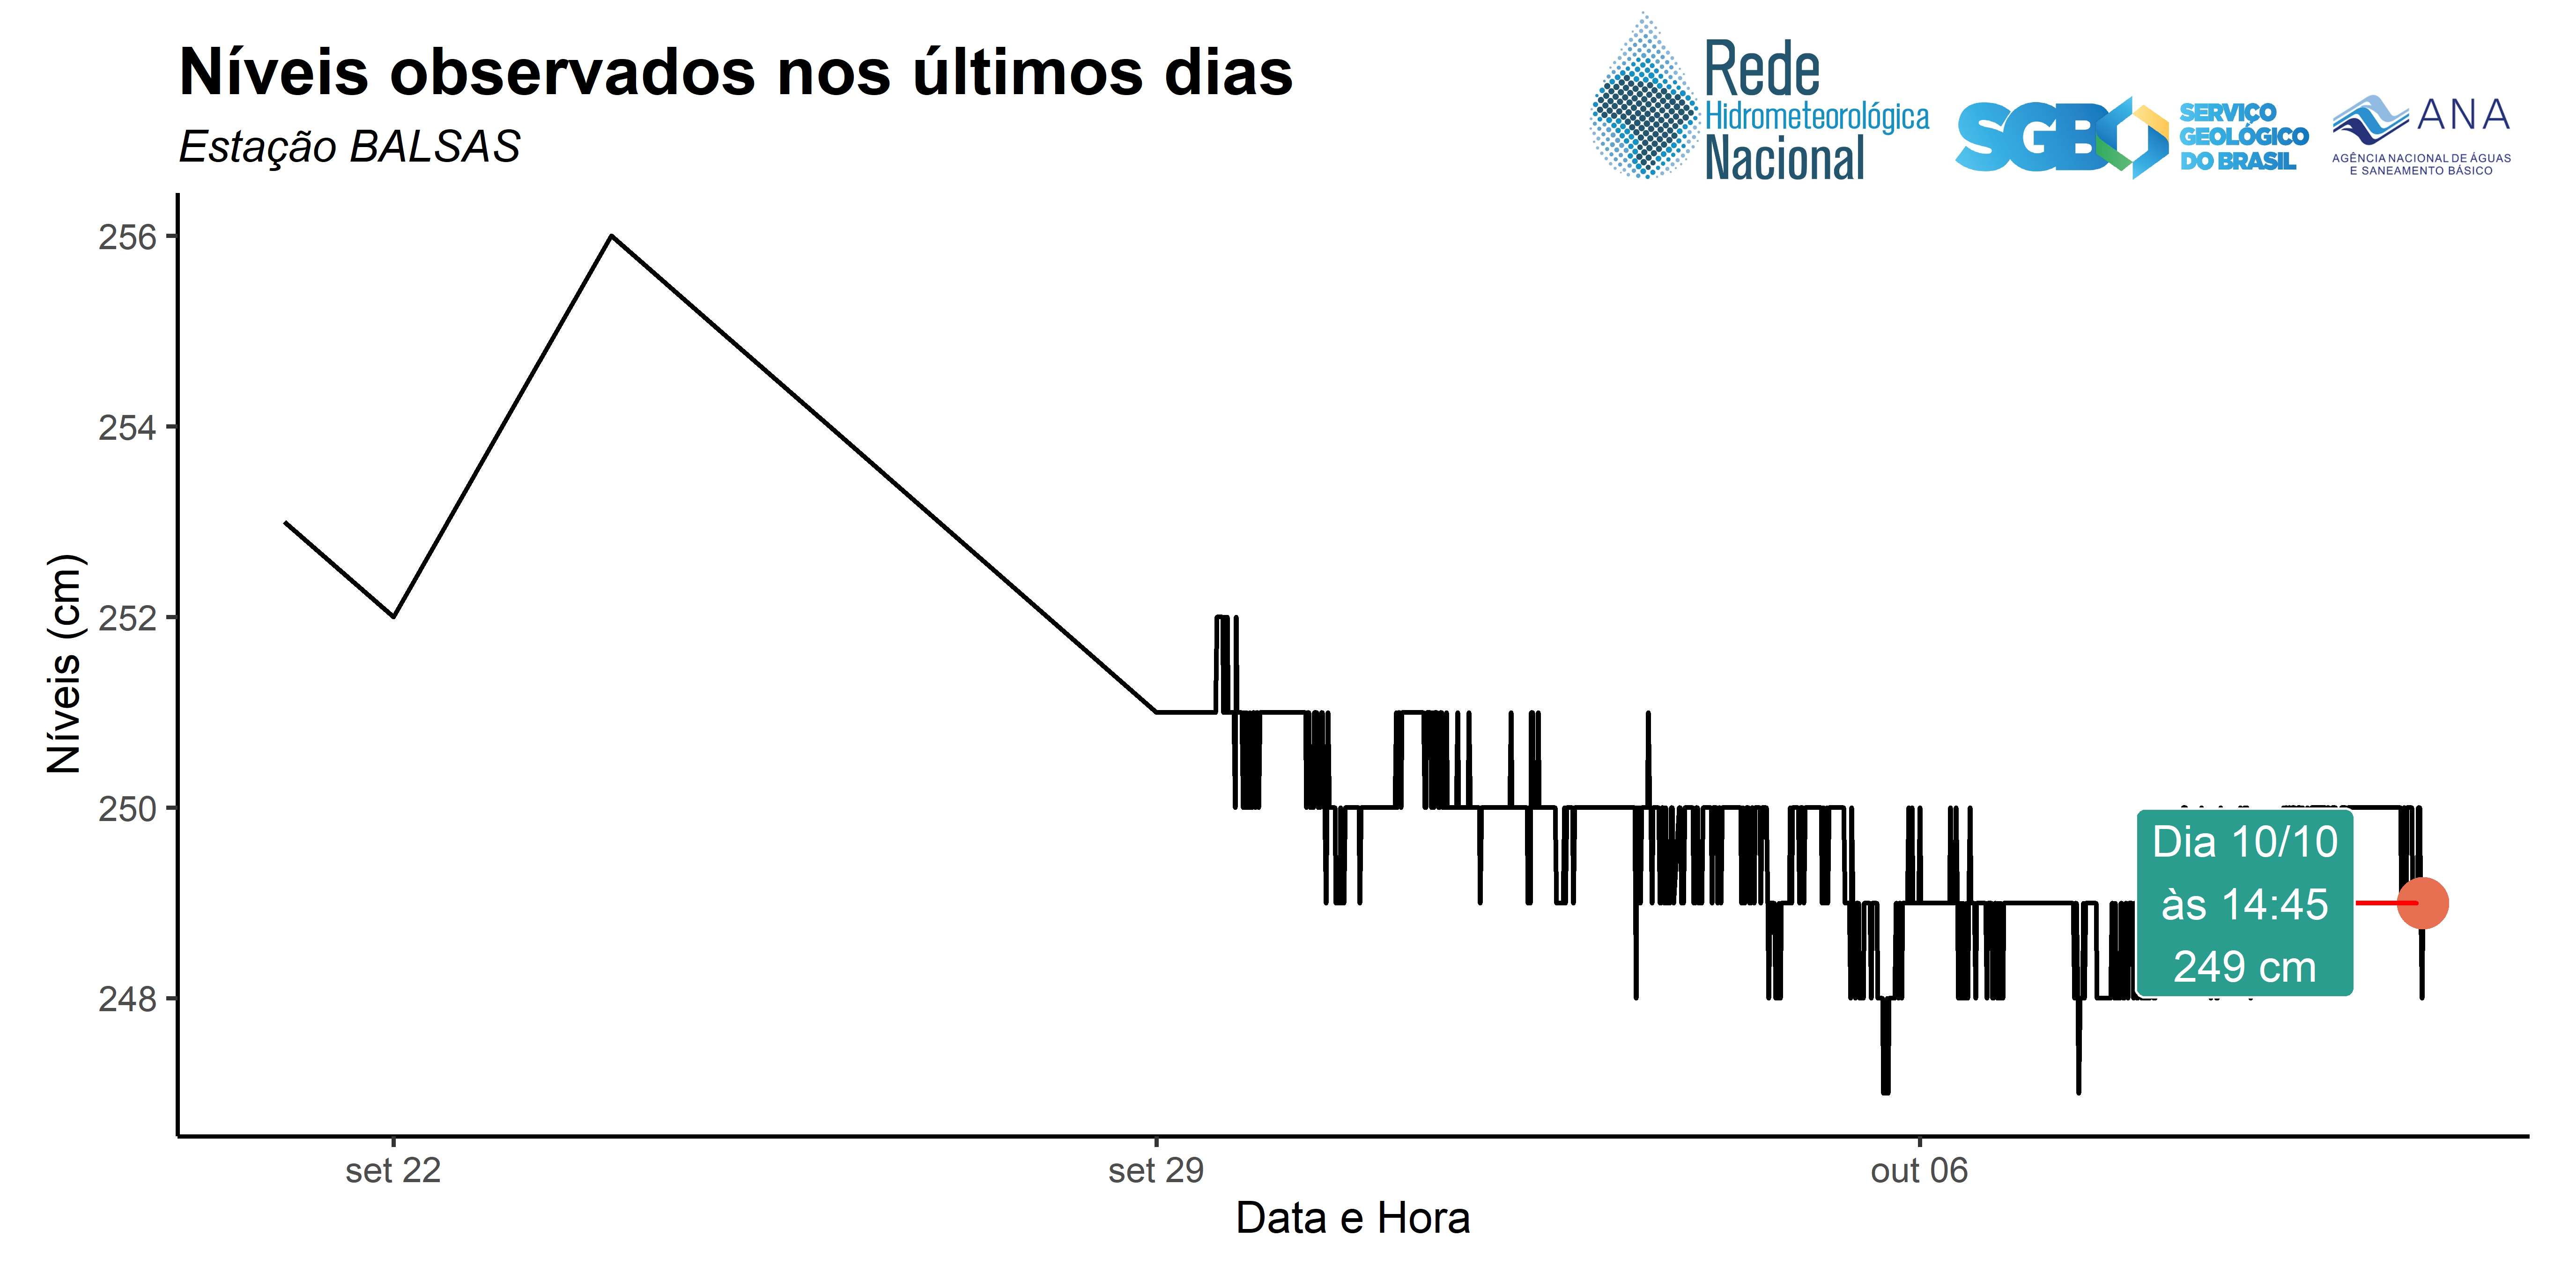 Níveis observados nos últimos dias
Estação BALSAS
Rede
Hidrometeorológica
Nacional
SGB
SERVIÇO
GEOLÓGICO
DO BRASIL
ANA
AGÊNCIA NACIONAL DE ÁGUAS
E SANEAMENTO BÁSICO
Níveis (cm)
256
254
252
250
248
Dia 10/10
às 14:45
249 cm
set 22
set 29
out 06
Data e Hora